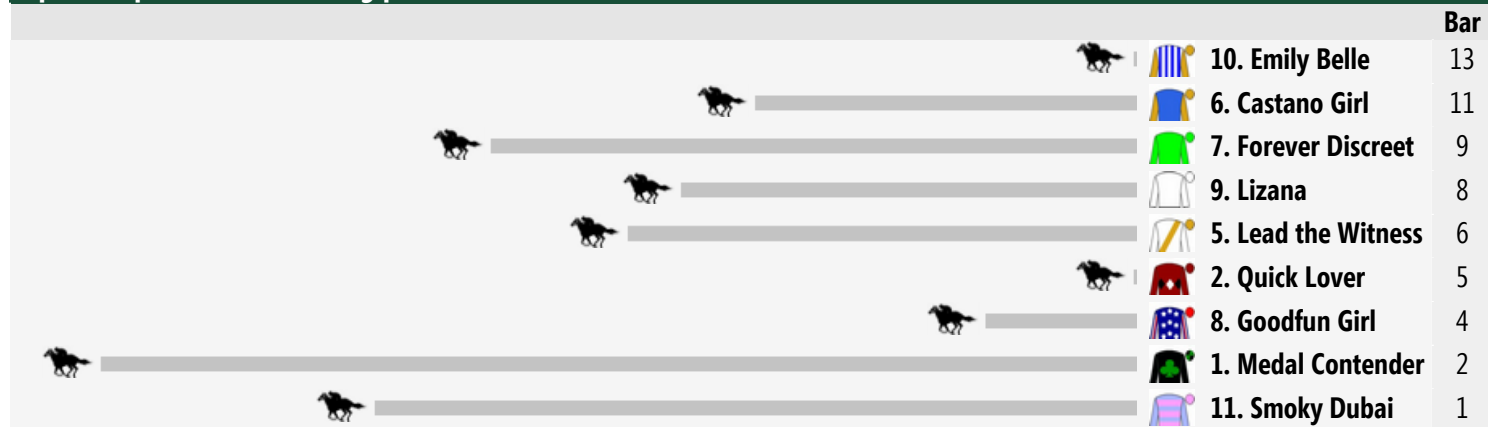 Bar
10. Emily Belle 13
6. Castano Girl 11
7. Forever Discreet 9
9. Lizana 8
5. Lead the Witness 6
2. Quick Lover 5
8. Goodfun Girl 4
1. Medal Contender 2
11. Smoky Dubai 1